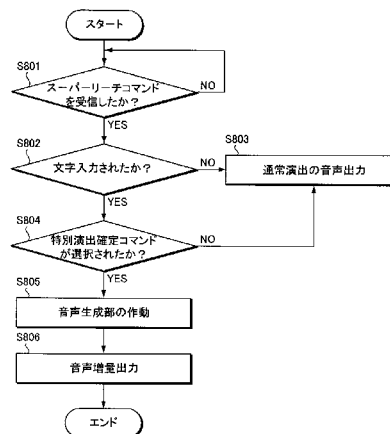 スタート
S801
スーパーリーチコマンド
を受信したか？
NO
YES
S802
文字入力されたか？
NO
YES
S803
通常演出の音声出力
S804
特別演出確定コマンド
が選択されたか？
NO
YES
S805
音声生成部の作動
S806
音声増量出力
エンド